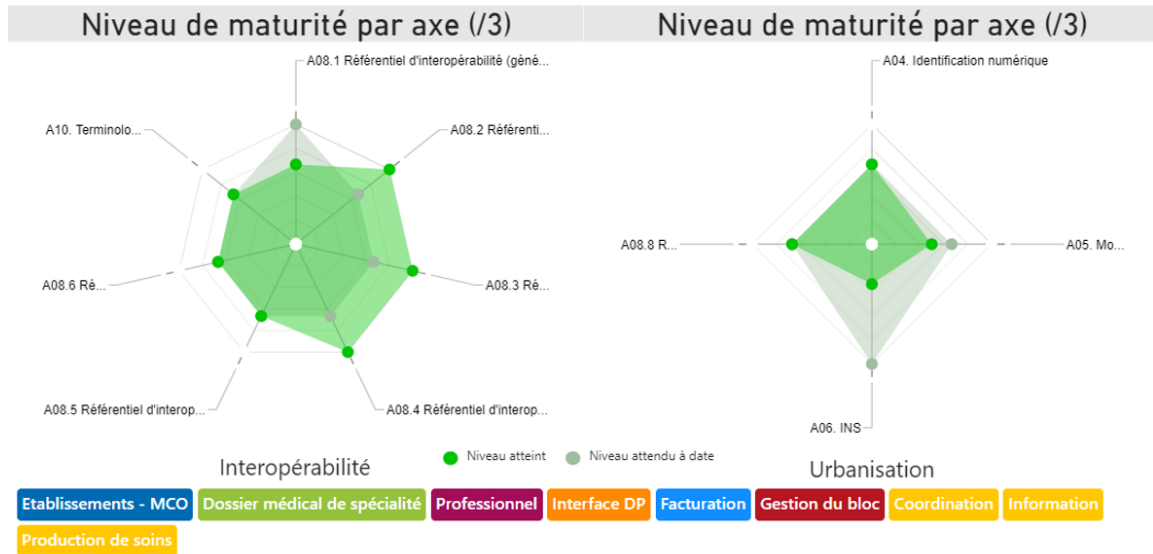 Niveau de maturité par axe (/3)
A08.1 Référentiel d'interopérabilité (géné...
A10. Terminolo...
A08.2 Référenti...
A08.6 Ré...
A08.3 Ré...
A08.5 Référentiel d'interop...
A08.4 Référentiel d'interop...
Interopérabilité
Niveau de maturité par axe (/3)
A04. Identification numérique
A08.8 R...
A05. Mo...
A06. INS
Urbanisation
Niveau atteint
Niveau attendu à date
Etablissements - MCO
Dossier médical de spécialité
Professionnel
Interface DP
Facturation
Gestion du bloc
Coordination
Information
Production de soins